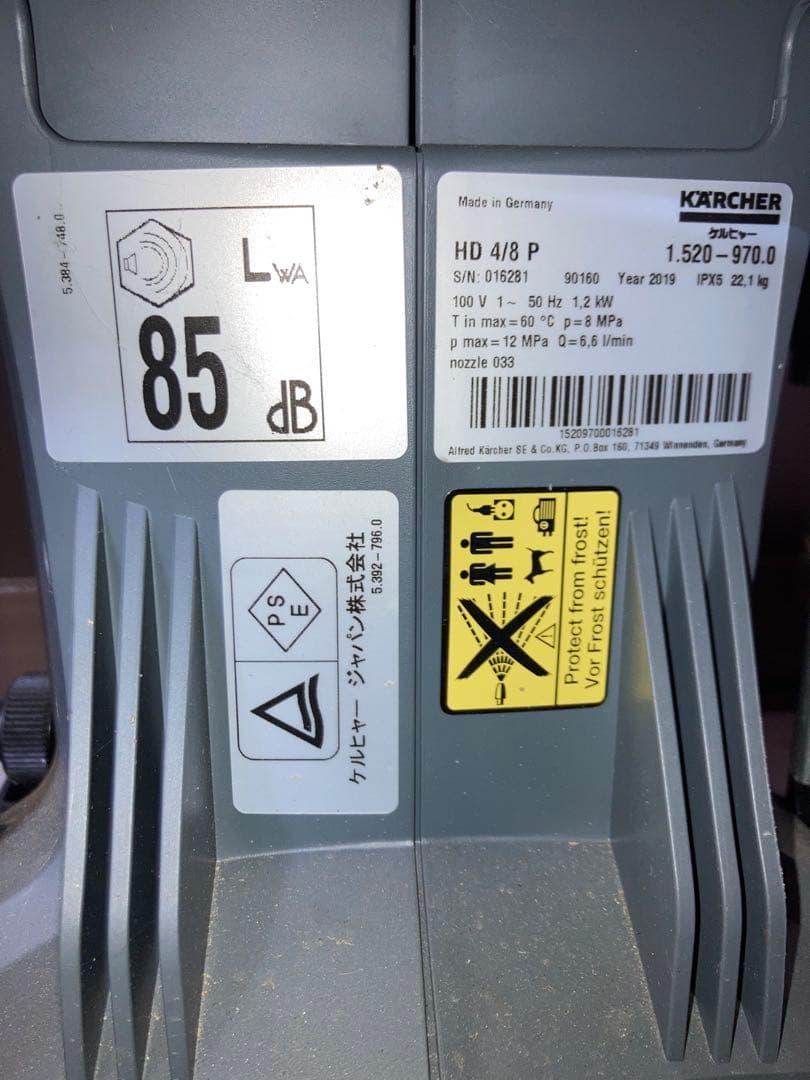 5.384-748.0
LWA
85
dB
Made in Germany
KÄRCHER
ケルヒャー
HD 4/8 P 1.520-970.0
S/N: 016281 90160 Year 2019 IPX5 22,1 kg
100 V 1~ 50 Hz 1,2 kW
T in max=60 °C p=8 MPa
p max=12 MPa Q=6,6 l/min
nozzle 033
15209700016281
Alfred Kärcher SE & Co.KG, P.O.Box 160, 71349 Winnenden, Germany
PSE
ケルヒャー ジャパン株式会社
5.392-796.0
Protect from frost!
Vor Frost schützen!